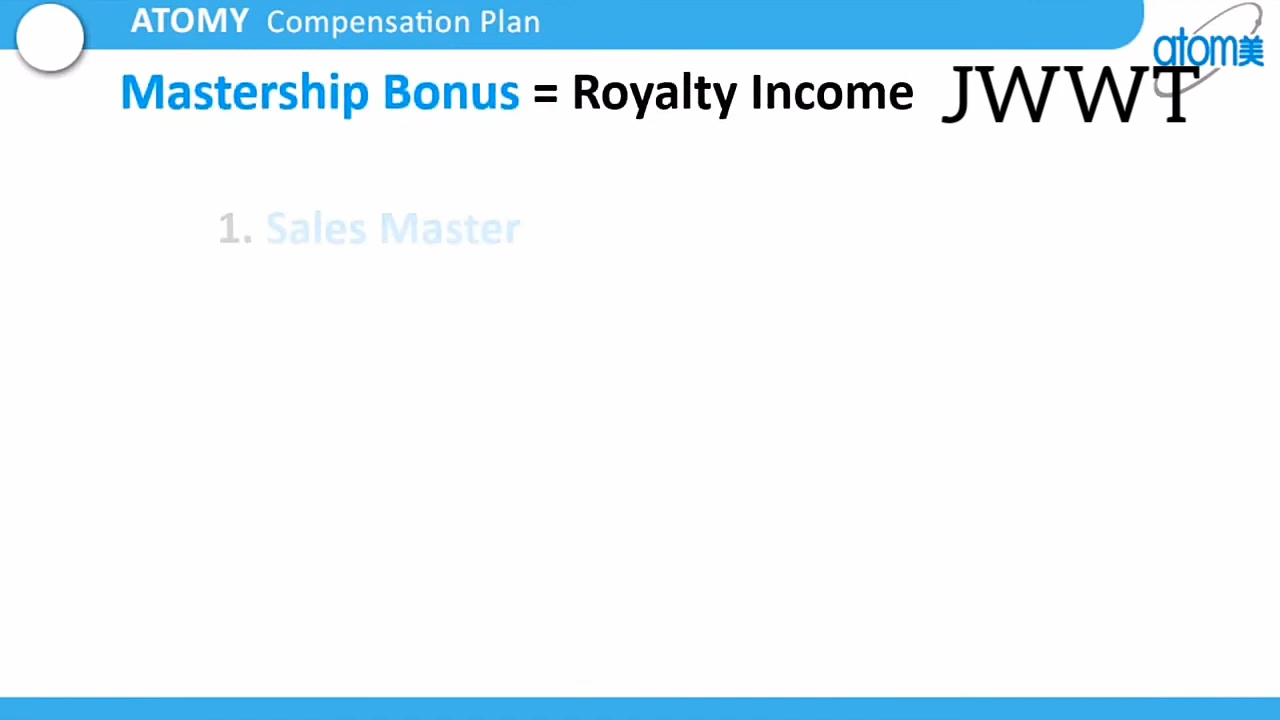 ATOMY Compensation Plan
atom美
Mastership Bonus = Royalty Income JWWT
1. Sales Master